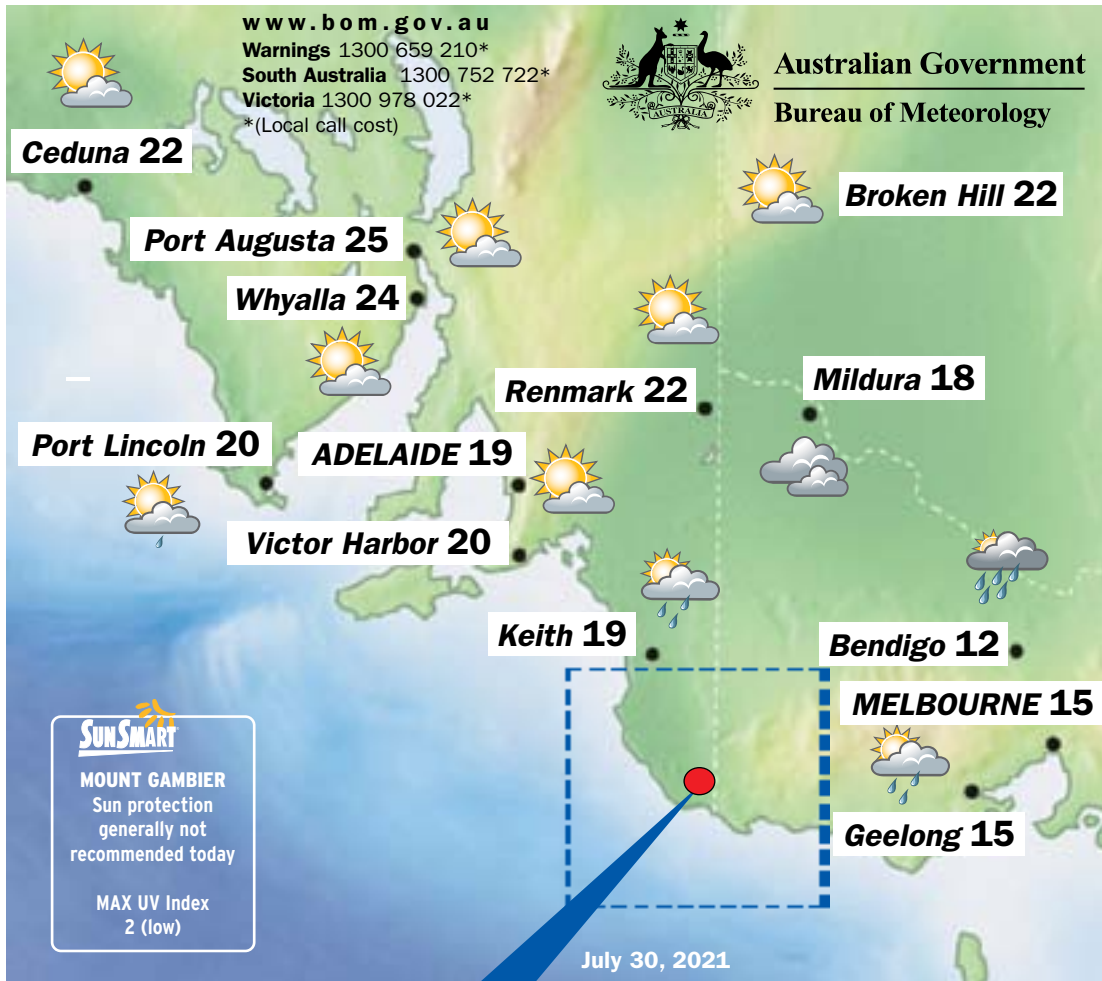 www.bom.gov.au
Warnings 1300 659 210*
South Australia 1300 752 722*
Victoria 1300 978 022*
*(Local call cost)
AUSTRALIA
Australian Government
Bureau of Meteorology
Ceduna 22
Broken Hill 22
Port Augusta 25
Whyalla 24
Renmark 22
Mildura 18
Port Lincoln 20
ADELAIDE 19
Victor Harbor 20
Keith 19
Bendigo 12
MELBOURNE 15
Geelong 15
SUNSMART
MOUNT GAMBIER
Sun protection
generally not
recommended today
MAX UV Index
2 (low)
July 30, 2021